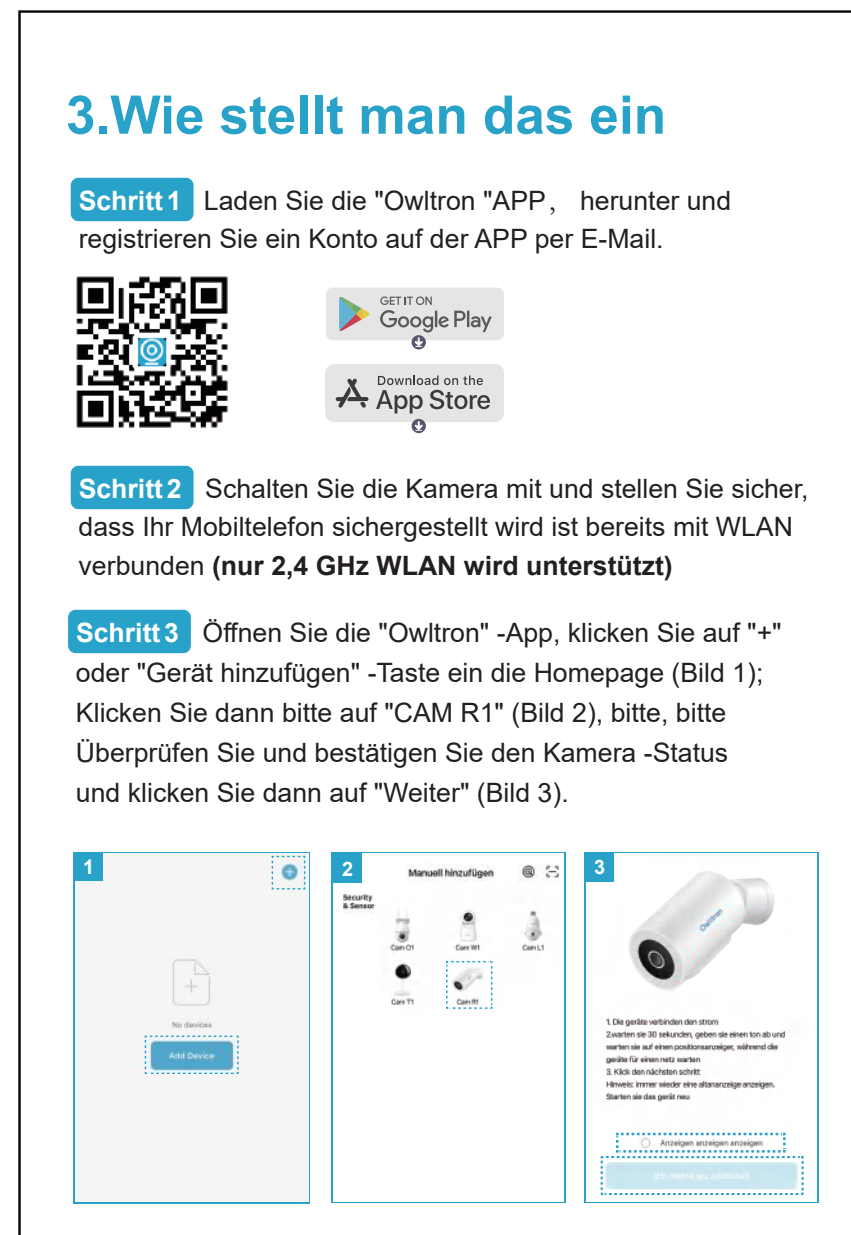 3.Wie stellt man das ein
Schritt 1 Laden Sie die "Owltron "APP， herunter und
registrieren Sie ein Konto auf der APP per E-Mail.
GET IT ON
Google Play
Download on the
App Store
Schritt 2 Schalten Sie die Kamera mit und stellen Sie sicher,
dass Ihr Mobiltelefon sichergestellt wird ist bereits mit WLAN
verbunden (nur 2,4 GHz WLAN wird unterstützt)
Schritt 3 Öffnen Sie die "Owltron" -App, klicken Sie auf "+"
oder "Gerät hinzufügen" -Taste ein die Homepage (Bild 1);
Klicken Sie dann bitte auf "CAM R1" (Bild 2), bitte, bitte
Überprüfen Sie und bestätigen Sie den Kamera -Status
und klicken Sie dann auf "Weiter" (Bild 3).
1
No devices
Add Device
2
Manuell hinzufügen
Security
& Sensor
Cam O1 Cam W1 Cam L1
Cam T1 Cam R1
3
Owltron
1. Die geräte verbinden den strom
2.warten sie 30 sekunden, geben sie einen ton ab und
warten sie auf einen positionsanzeiger, während die
geräte für einen netz warten
3. Klick den nächsten schritt
Hinweis: immer wieder eine altananzeige anzeigen.
Starten sie das gerät neu
Anzeigen anzeigen anzeigen